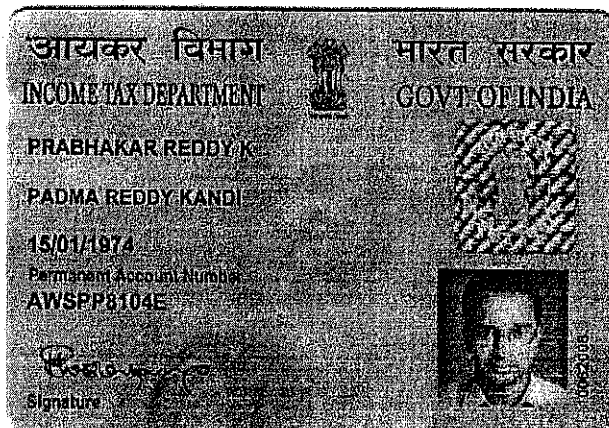 आयकर विभाग
भारत सरकार
INCOME TAX DEPARTMENT
GOVT. OF INDIA
PRABHAKAR REDDY K
PADMA REDDY KANDI
15/01/1974
Permanent Account Number
AWSPP8104E
Signature